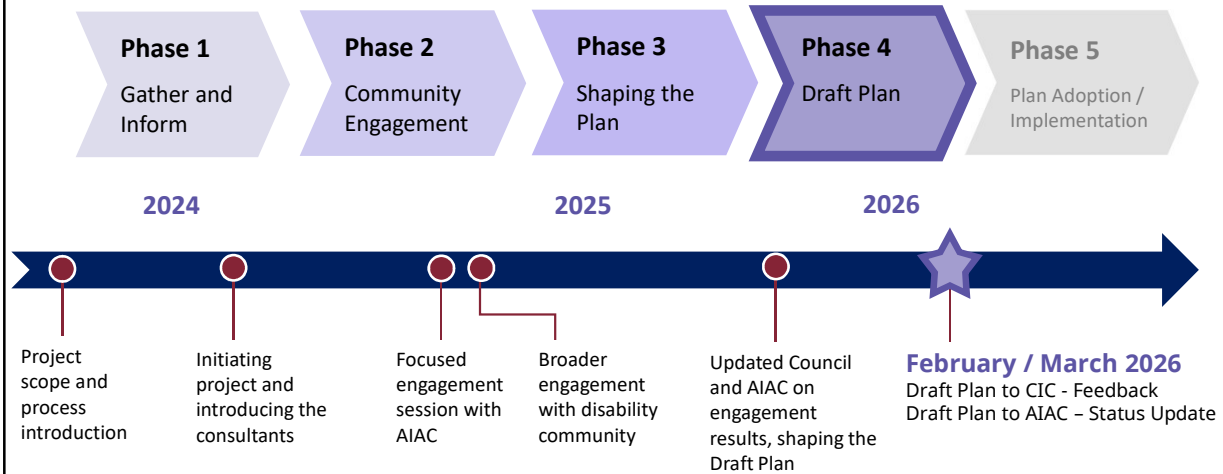 Phase 1
Gather and
Inform
Phase 2
Community
Engagement
Phase 3
Shaping the
Plan
Phase 4
Draft Plan
Phase 5
Plan Adoption /
Implementation
2024
2025
2026
Project
scope and
process
introduction
Initiating
project and
introducing the
consultants
Focused
engagement
session with
AIAC
Broader
engagement
with disability
community
Updated Council
and AIAC on
engagement
results, shaping the
Draft Plan
February / March 2026
Draft Plan to CIC - Feedback
Draft Plan to AIAC – Status Update